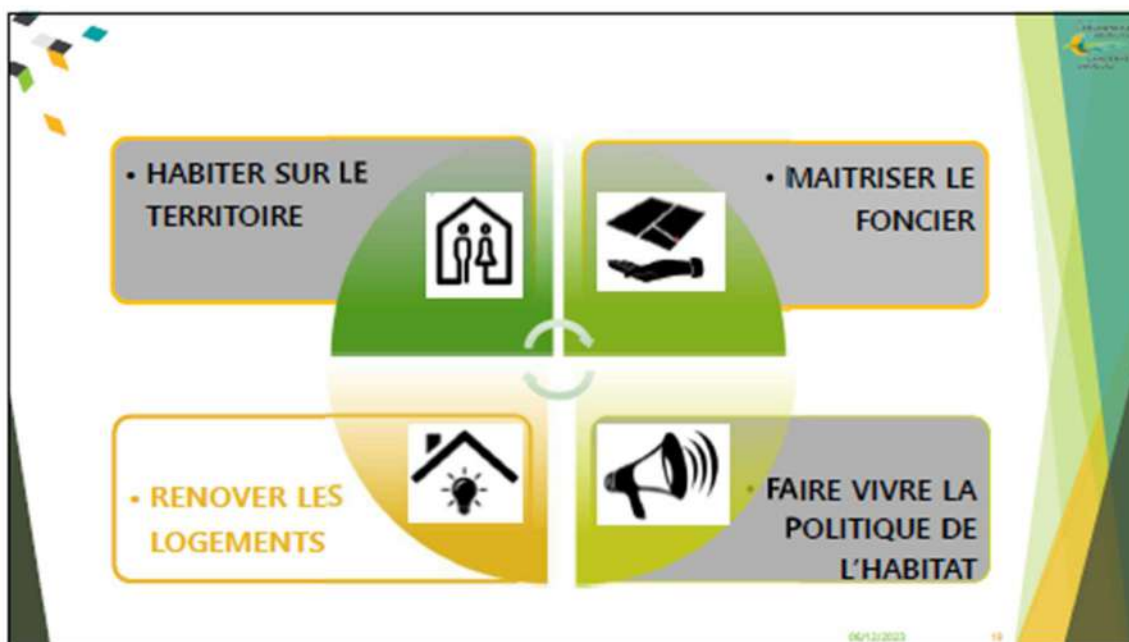 • HABITER SUR LE
TERRITOIRE
• MAITRISER LE
FONCIER
• RENOVER LES
LOGEMENTS
• FAIRE VIVRE LA
POLITIQUE DE
L'HABITAT
06/12/2023
19